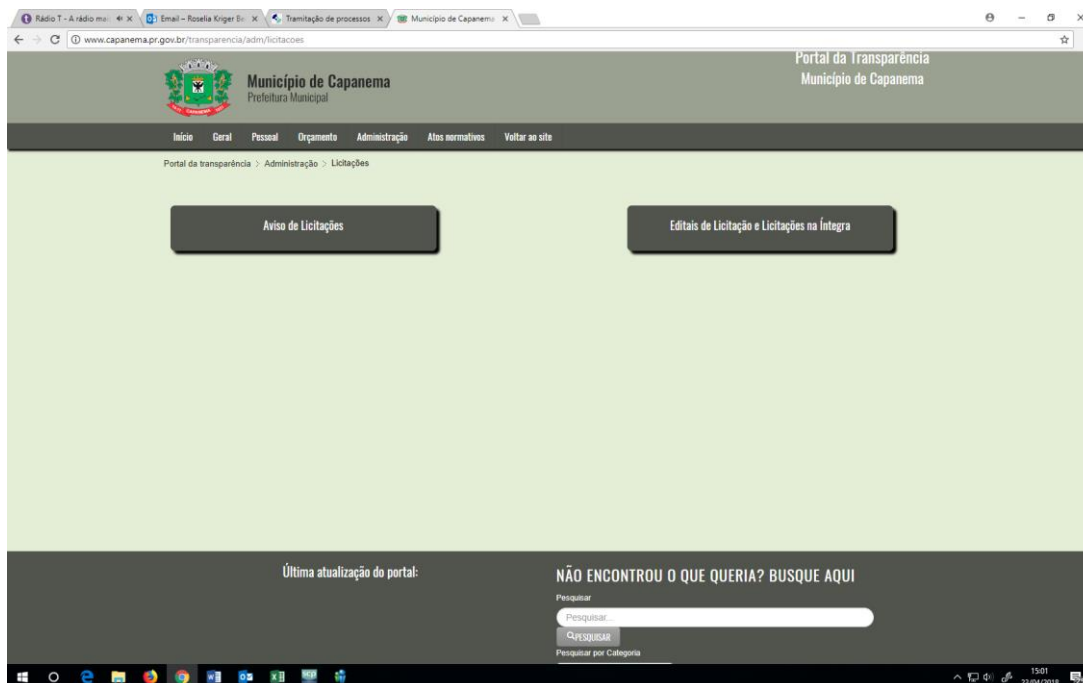 Rádio T - A rádio mai
Email – Roselia Kriger Be
Tramitação de processos
Município de Capanema
www.capanema.pr.gov.br/transparencia/adm/licitacoes
Portal da Transparência
Município de Capanema
Município de Capanema
Prefeitura Municipal
Início Geral Pessoal Orçamento Administração Atos normativos Voltar ao site
Portal da transparência > Administração > Licitações
Aviso de Licitações
Editais de Licitação e Licitações na Íntegra
Última atualização do portal:
NÃO ENCONTROU O QUE QUERIA? BUSQUE AQUI
Pesquisar
Pesquisar...
PESQUISAR
Pesquisar por Categoria
15:01
23/04/2018